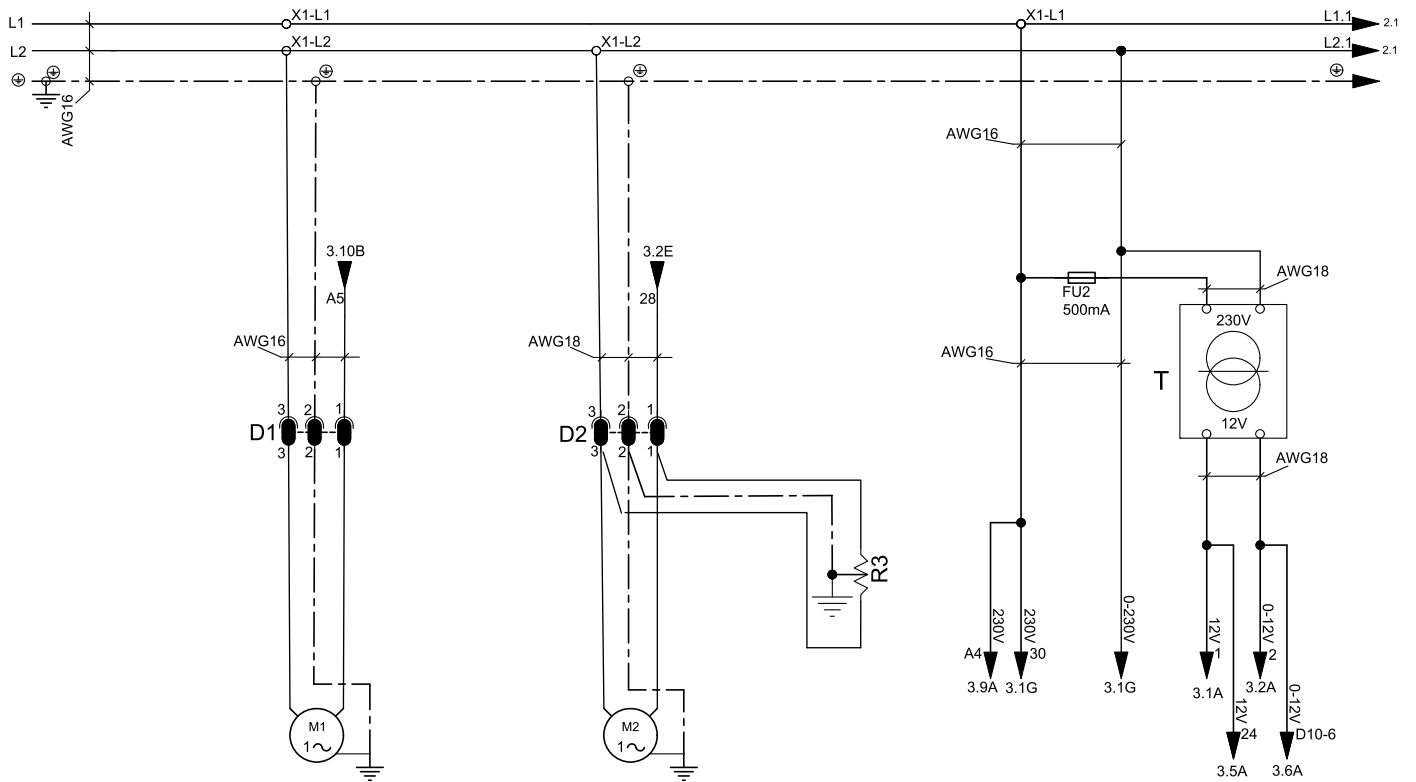 L1
X1-L1
X1-L1
L1.1
2.1
L2
X1-L2
X1-L2
L2.1
2.1
AWG16
AWG16
3.10B
3.2E
A5
28
FU2
500mA
AWG18
230V
AWG16
AWG18
AWG16
T
12V
3
2
1
3
2
1
D1
D2
3
2
1
3
2
1
AWG18
R3
230V
230V
0-230V
12V
0-12V
A4
30
1
2
3.9A
3.1G
3.1G
3.1A
3.2A
12V
0-12V
M1
1
M2
1
24
D10-6
3.5A
3.6A